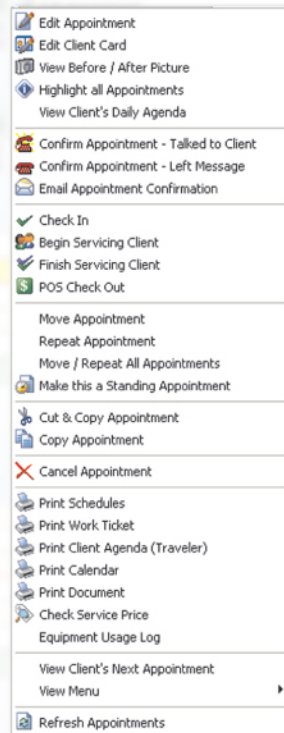 Edit Appointment
Edit Client Card
View Before / After Picture
Highlight all Appointments
View Client's Daily Agenda
Confirm Appointment - Talked to Client
Confirm Appointment - Left Message
Email Appointment Confirmation
Check In
Begin Servicing Client
Finish Servicing Client
POS Check Out
Move Appointment
Repeat Appointment
Move / Repeat All Appointments
Make this a Standing Appointment
Cut & Copy Appointment
Copy Appointment
Cancel Appointment
Print Schedules
Print Work Ticket
Print Client Agenda (Traveler)
Print Calendar
Print Document
Check Service Price
Equipment Usage Log
View Client's Next Appointment
View Menu
Refresh Appointments